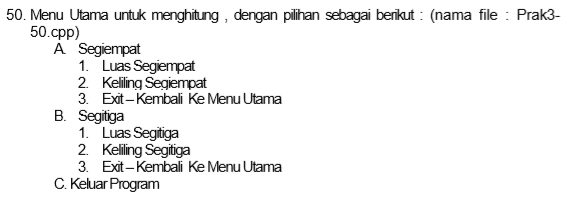 50. Menu Utama untuk menghitung , dengan pilihan sebagai berikut : (nama file : Prak3-
50.cpp)
A. Segiempat
1. Luas Segiempat
2. Keliling Segiempat
3. Exit – Kembali Ke Menu Utama
B. Segitiga
1. Luas Segitiga
2. Keliling Segitiga
3. Exit – Kembali Ke Menu Utama
C. Keluar Program